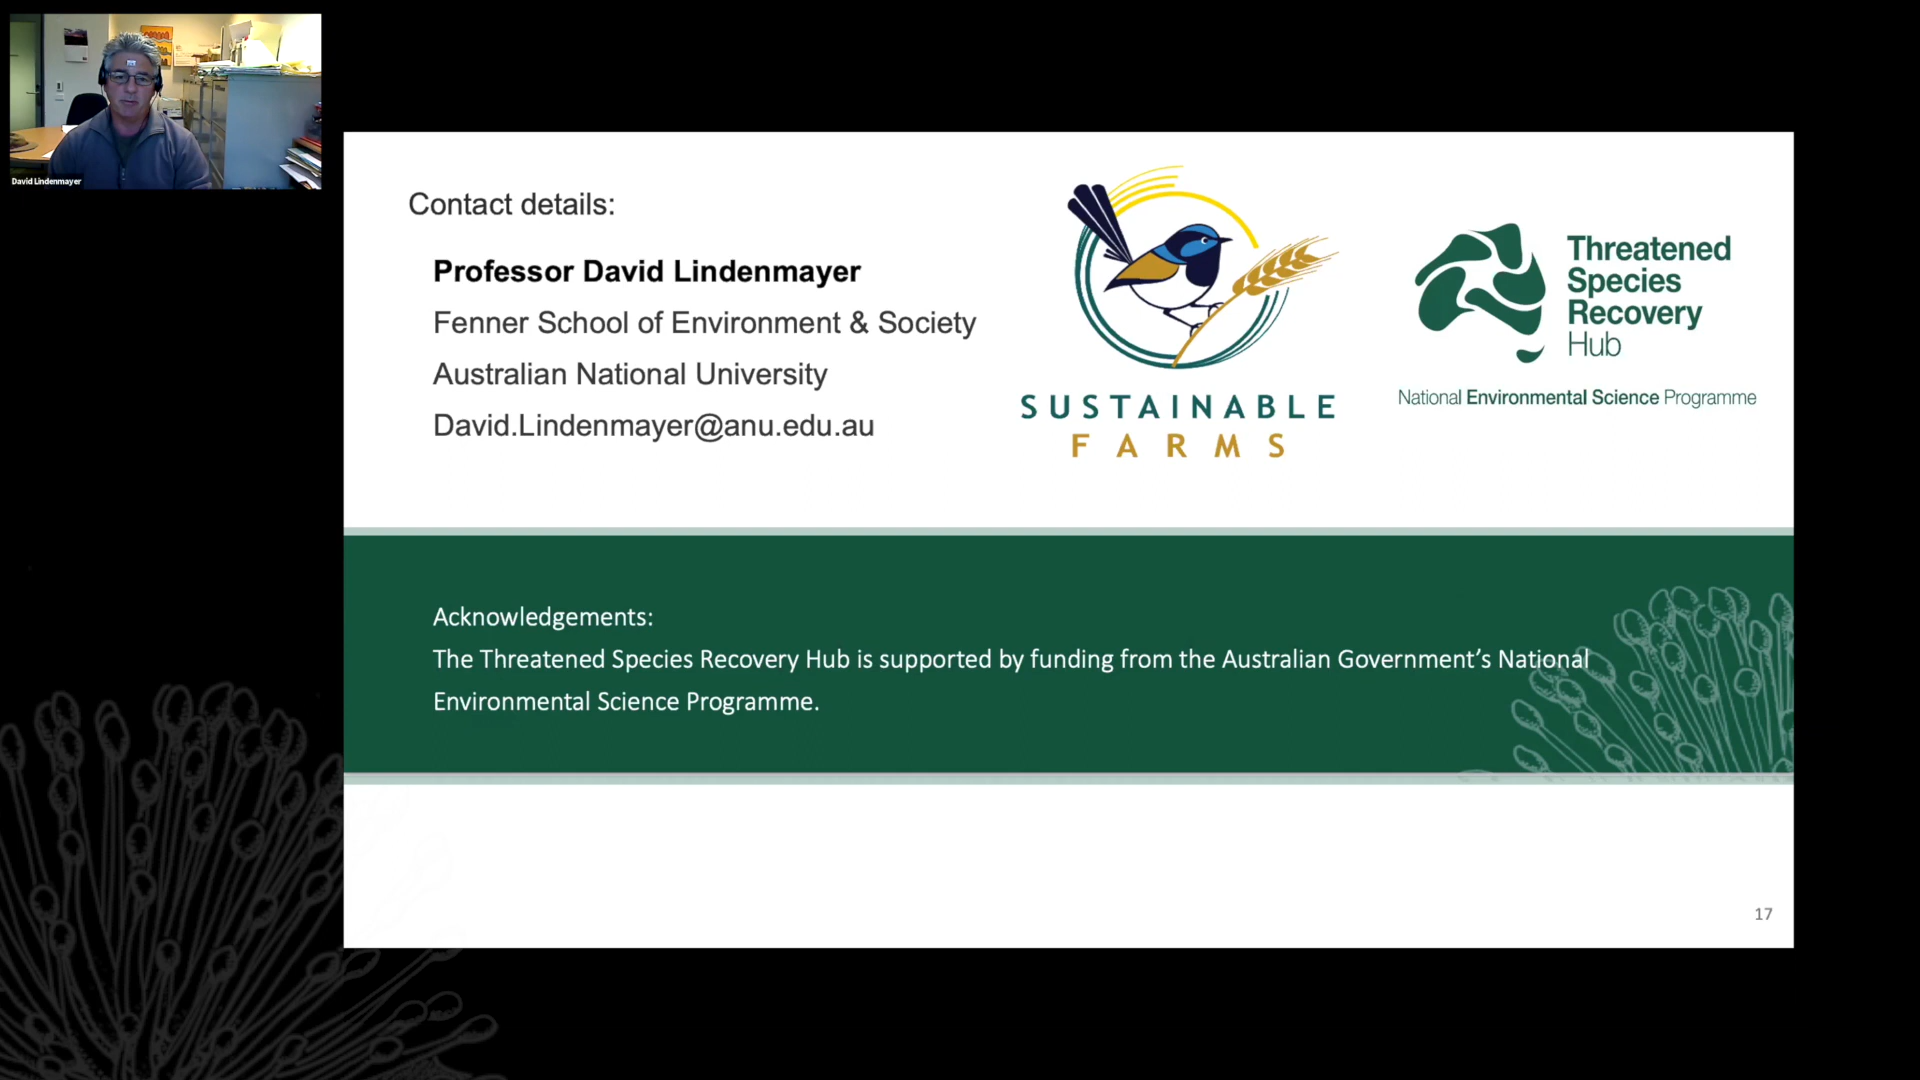 David Lindenmayer
Contact details:
Professor David Lindenmayer
Fenner School of Environment & Society
Australian National University
David.Lindenmayer@anu.edu.au
SUSTAINABLE
FARMS
Threatened
Species
Recovery
Hub
National Environmental Science Programme
Acknowledgements:
The Threatened Species Recovery Hub is supported by funding from the Australian Government’s National
Environmental Science Programme.
17